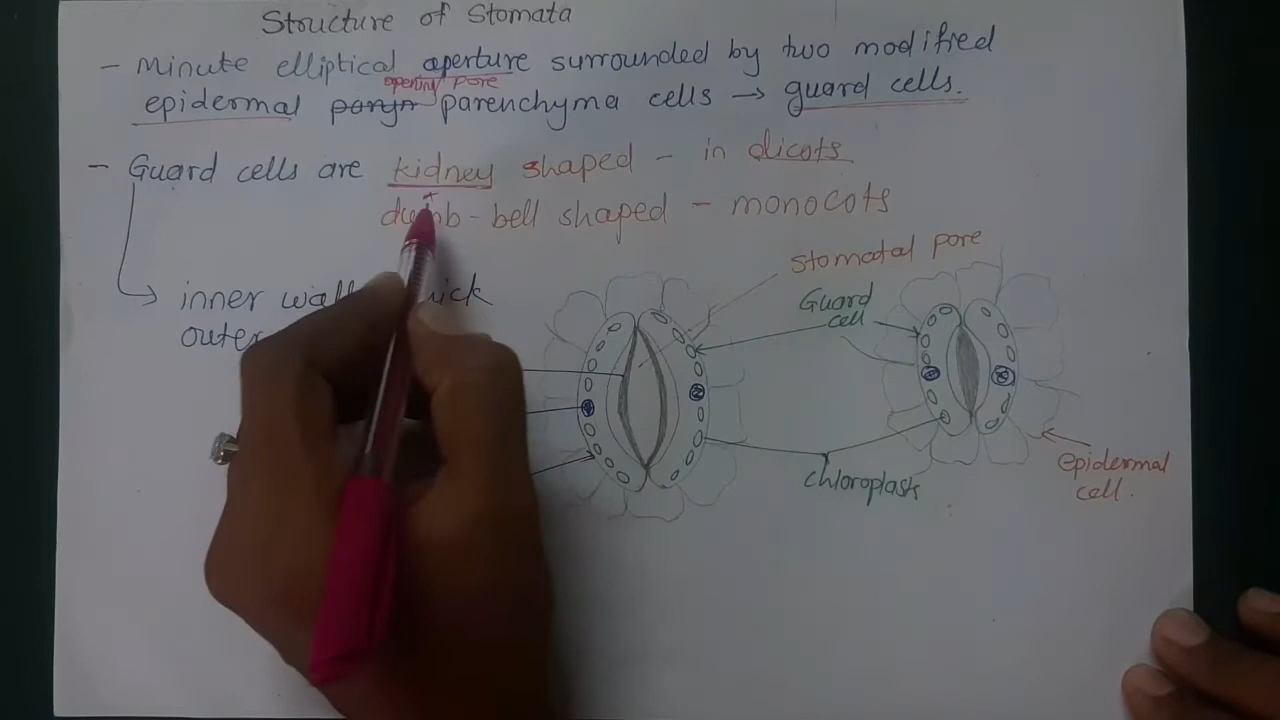 Structure of Stomata
- Minute elliptical aperture surrounded by two modified
opening pore
epidermal parenchyma cells → guard cells.
- Guard cells are kidney shaped - in dicots
dumb-bell shaped - monocots
inner wall
outer
stomatal pore
Guard cell
chloroplast
epidermal cell.